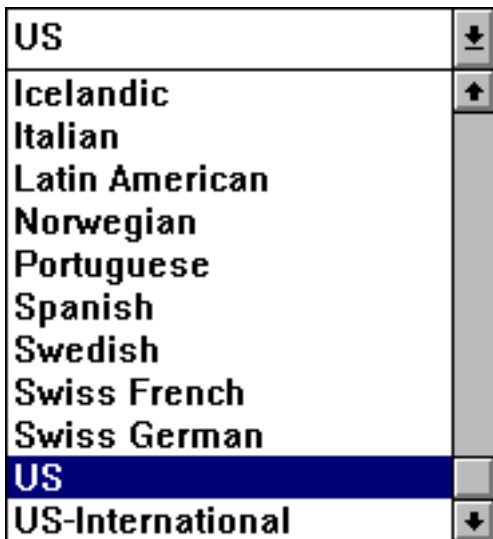 US
Icelandic
Italian
Latin American
Norwegian
Portuguese
Spanish
Swedish
Swiss French
Swiss German
US
US-International